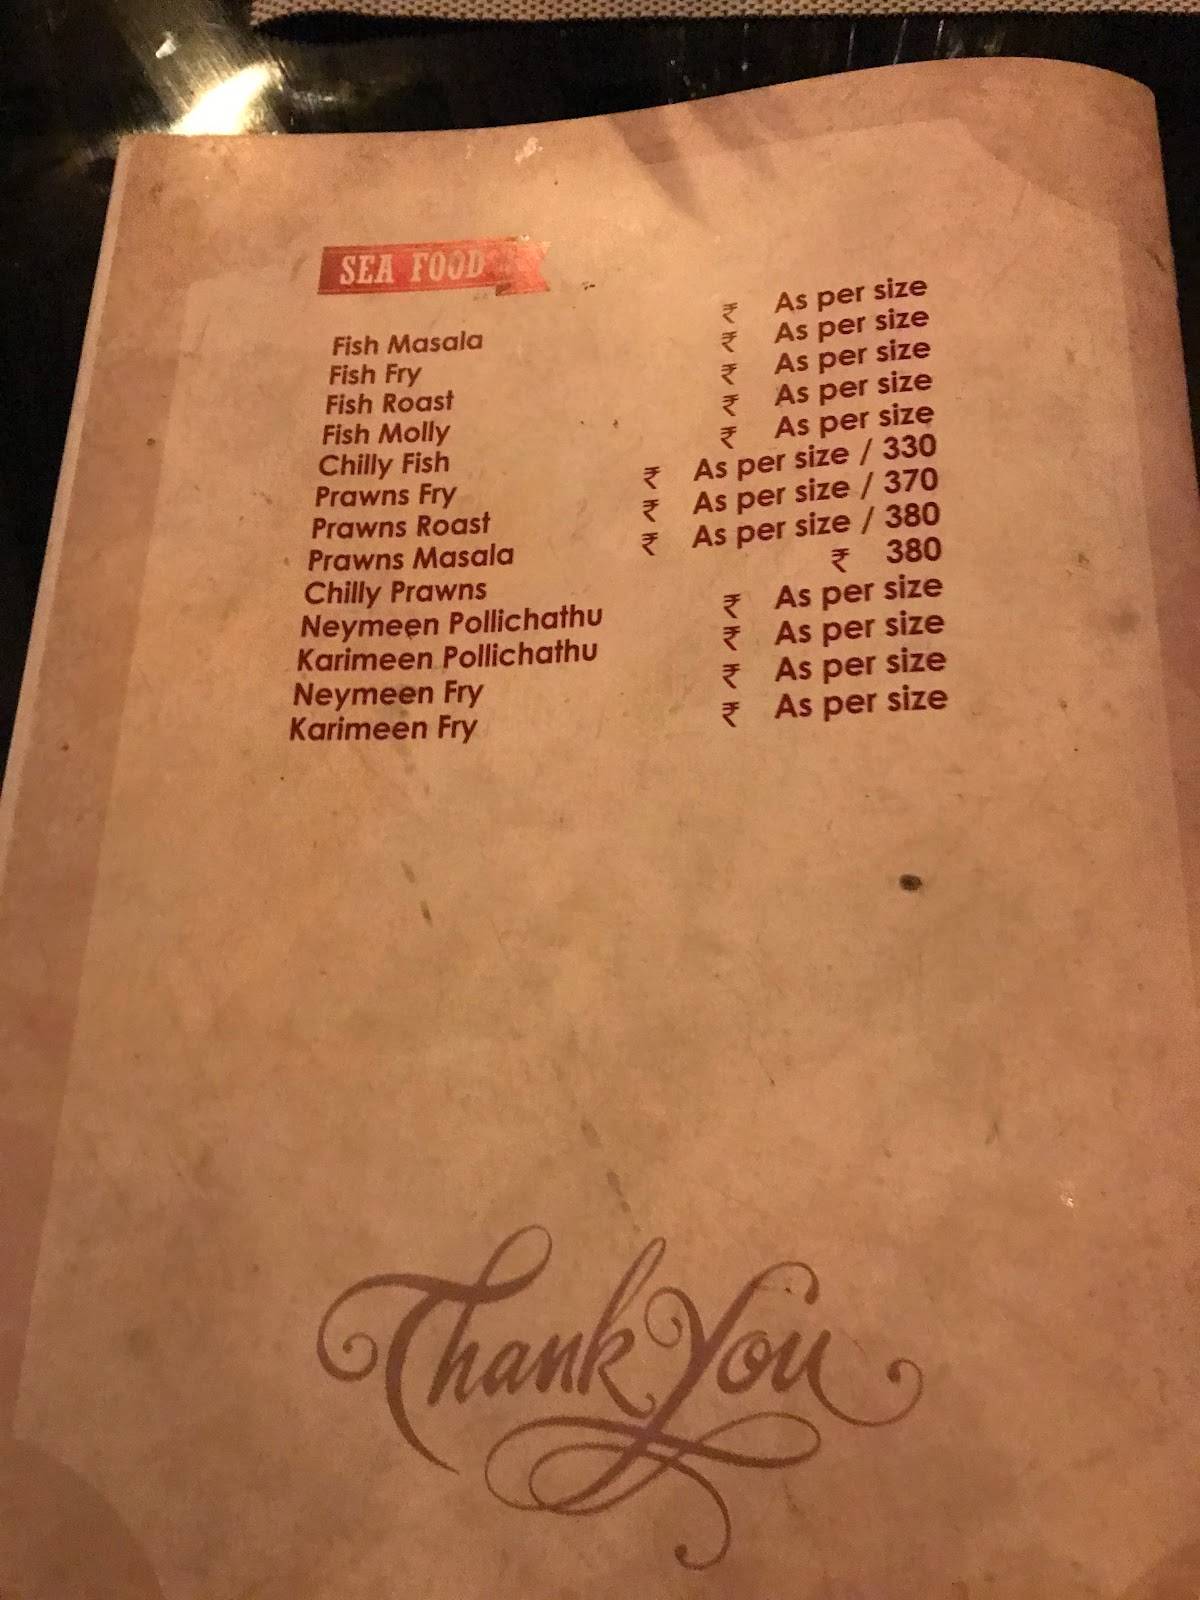 SEA FOOD
Fish Masala ₹ As per size
Fish Fry ₹ As per size
Fish Roast ₹ As per size
Fish Molly ₹ As per size
Chilly Fish ₹ As per size
Prawns Fry ₹ As per size / 330
Prawns Roast ₹ As per size / 370
Prawns Masala ₹ As per size / 380
Chilly Prawns ₹ 380
Neymeen Pollichathu ₹ As per size
Karimeen Pollichathu ₹ As per size
Neymeen Fry ₹ As per size
Karimeen Fry ₹ As per size
Thank You